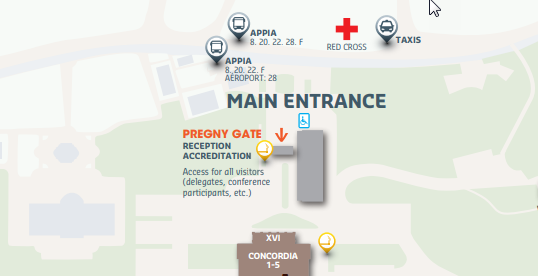 APPIA
8. 20. 22. 28. F
APPIA
8. 20. 22. F
AEROPORT: 28
RED CROSS
TAXIS
MAIN ENTRANCE
PREGNY GATE
RECEPTION
ACCREDITATION
Access for all visitors
(delegates, conference
participants, etc.)
XVI
CONCORDIA
1-5